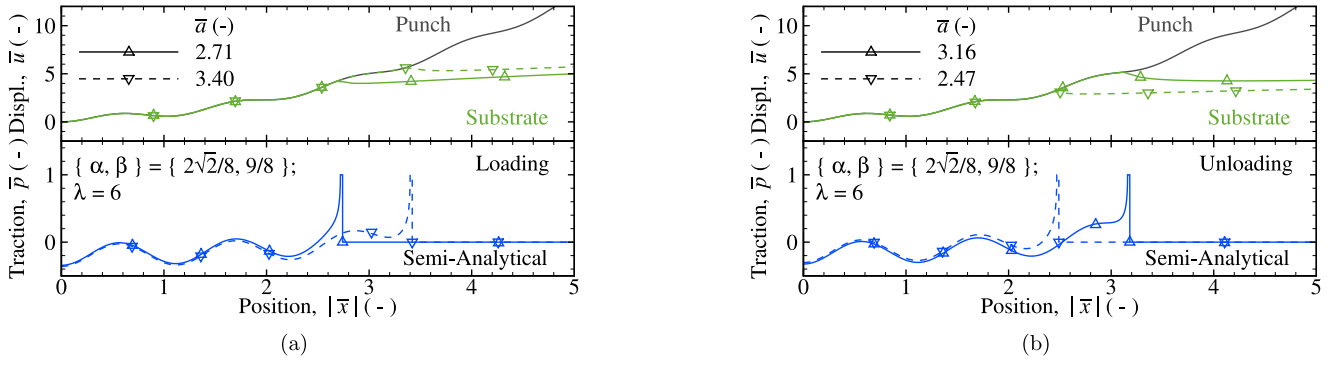 Displ., u̅ (-)
10
5
0
a̅ (-)
2.71
3.40
Punch
Substrate
Traction, p̅ (-)
1
0
{ α, β } = { 2√2/8, 9/8 };
λ = 6
Loading
Semi-Analytical
0 1 2 3 4 5
Position, |x̅| (-)
(a)
Displ., u̅ (-)
10
5
0
a̅ (-)
3.16
2.47
Punch
Substrate
Traction, p̅ (-)
1
0
{ α, β } = { 2√2/8, 9/8 };
λ = 6
Unloading
Semi-Analytical
0 1 2 3 4 5
Position, |x̅| (-)
(b)